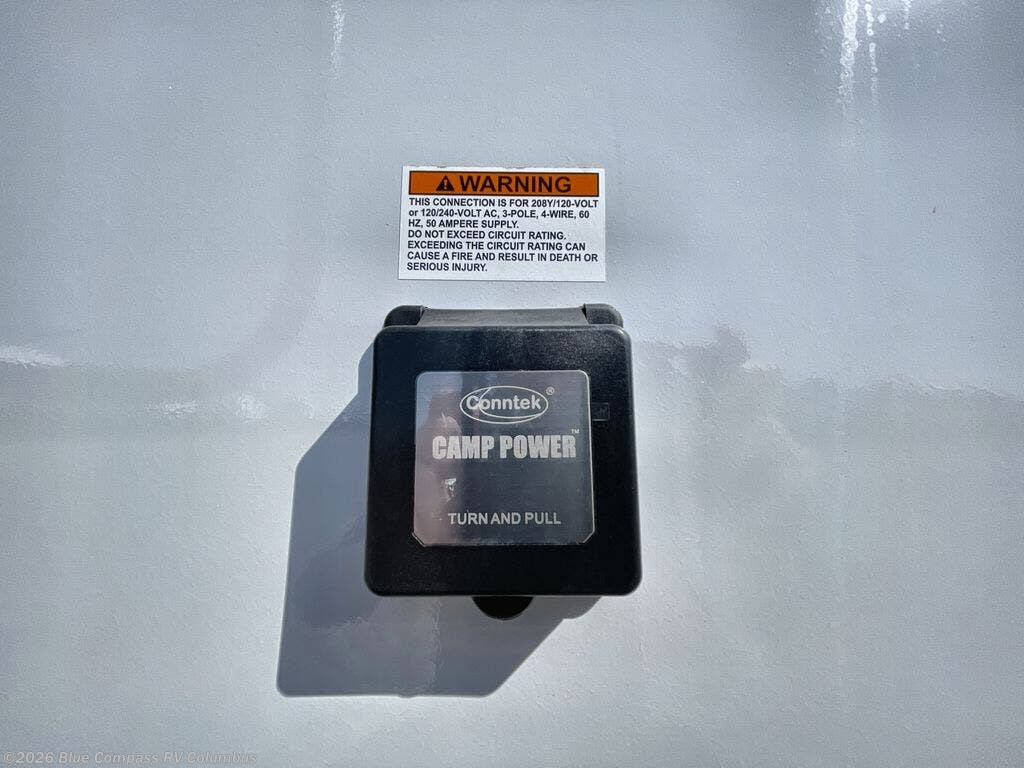 WARNING
THIS CONNECTION IS FOR 208Y/120-VOLT
or 120/240-VOLT AC, 3-POLE, 4-WIRE, 60
HZ, 50 AMPERE SUPPLY.
DO NOT EXCEED CIRCUIT RATING.
EXCEEDING THE CIRCUIT RATING CAN
CAUSE A FIRE AND RESULT IN DEATH OR
SERIOUS INJURY.
Conntek®
CAMP POWER™
TURN AND PULL
©2026 Blue Compass RV Columbus